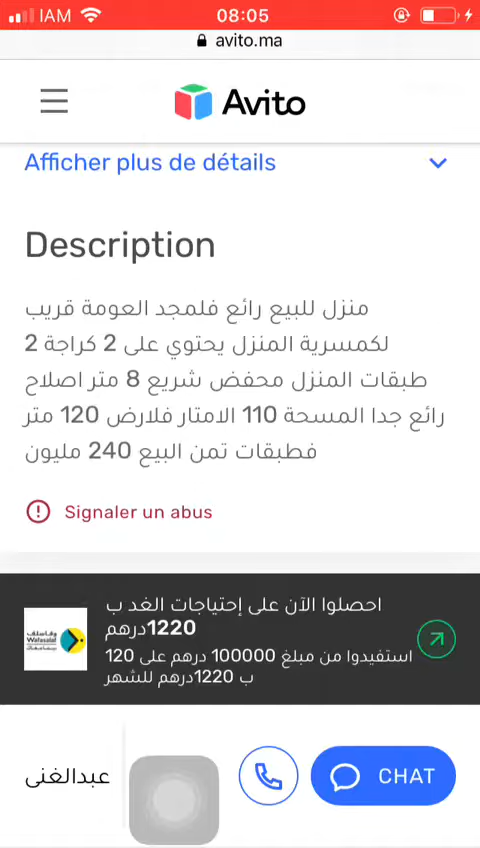 IAM
08:05
avito.ma
Avito
Afficher plus de détails
Description
منزل للبيع رائع فلمجد العومة قريب
لكمسرية المنزل يحتوي على 2 كراجة 2
طبقات المنزل محفض شريع 8 متر اصلاح
رائع جدا المسحة 110 الامتار فلارض 120 متر
فطبقات تمن البيع 240 مليون
Signaler un abus
احصلوا الآن على إحتياجات الغد ب
1220درهم
استفيدوا من مبلغ 100000 درهم على 120
ب 1220درهم للشهر
وفاسلف
Wafasalaf
عبدالغنى
CHAT